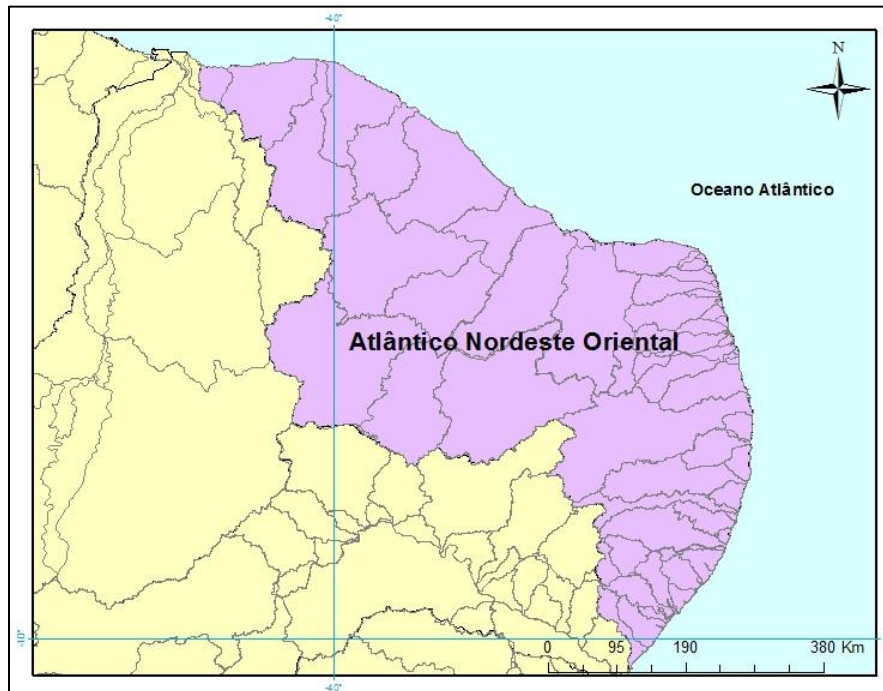 -40°
N
Oceano Atlântico
Atlântico Nordeste Oriental
-10°
0 95 190 380 Km
-40°